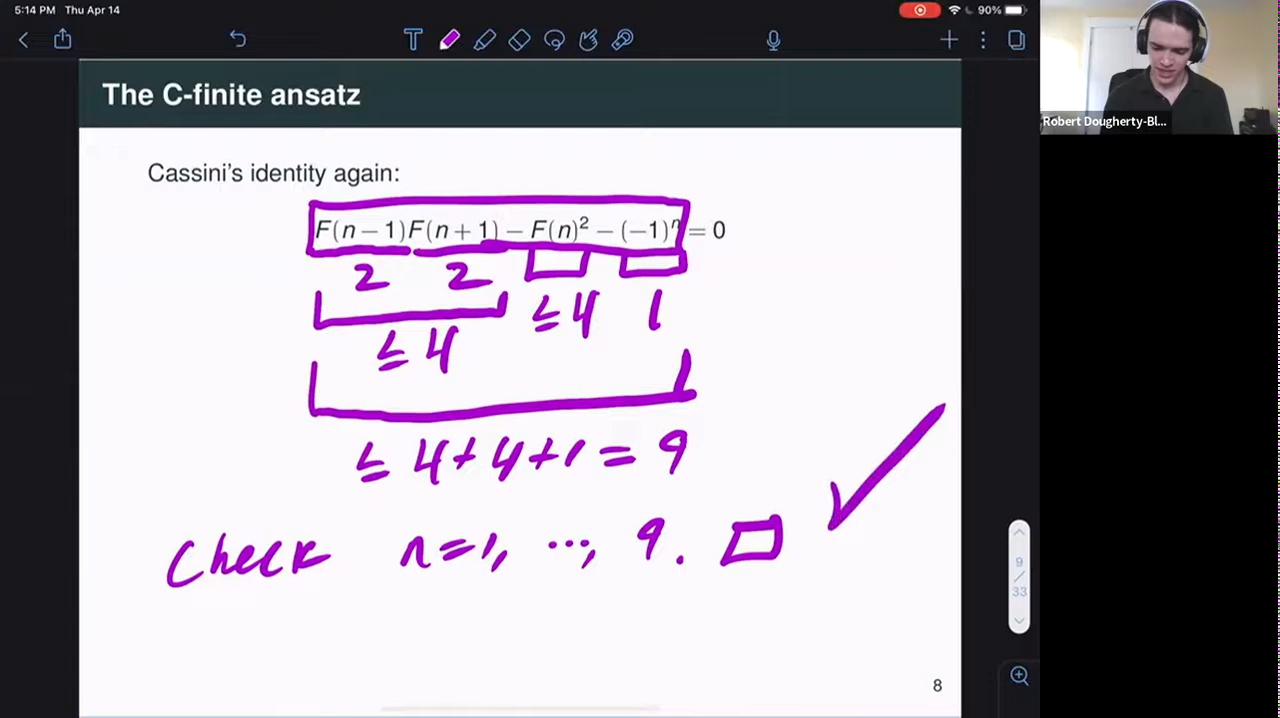 5:14 PM Thu Apr 14
90%
The C-finite ansatz
Robert Dougherty-Bl...
Cassini's identity again:
F(n − 1)F(n + 1) − F(n)² − (−1)ⁿ = 0
2 2
≤ 4 1
≤ 4
≤ 4 + 4 + 1 = 9
Check n=1, ..., 9. □ ✓
9 / 33
8